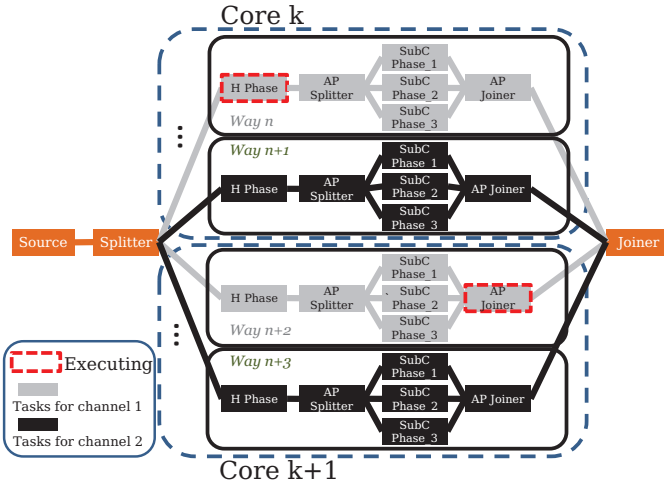 Core k
SubC
Phase_1
H Phase
AP
Splitter
SubC
Phase_2
AP
Joiner
SubC
Phase_3
Way n
...
Way n+1
SubC
Phase_1
H Phase
AP
Splitter
SubC
Phase_2
AP Joiner
SubC
Phase_3
Source
Splitter
Joiner
SubC
Phase_1
H Phase
AP
Splitter
SubC
Phase_2
AP
Joiner
SubC
Phase_3
Way n+2
...
Way n+3
SubC
Phase_1
H Phase
AP
Splitter
SubC
Phase_2
AP Joiner
SubC
Phase_3
Executing
Tasks for channel 1
Tasks for channel 2
Core k+1